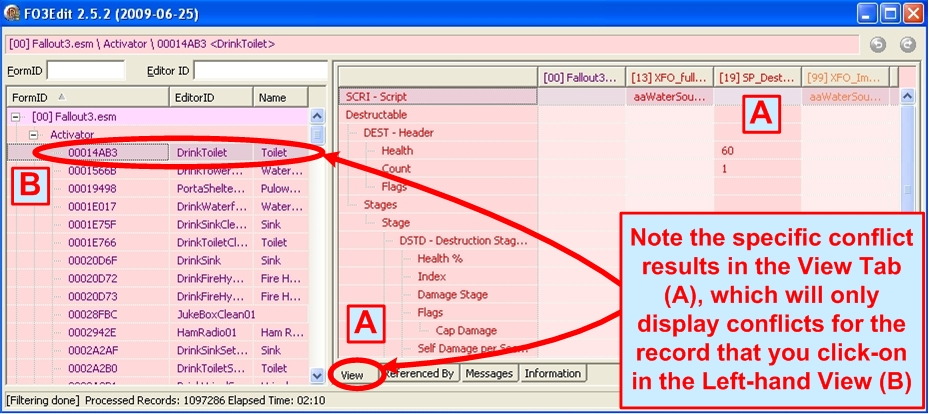 FO3Edit 2.5.2 (2009-06-25)
[00] Fallout3.esm \ Activator \ 00014AB3 <DrinkToilet>
FormID Editor ID
FormID EditorID Name
[00] Fallout3.esm
Activator
00014AB3 DrinkToilet Toilet
0001566B DrinkTower... Water...
00019498 PortaShelte... Pulow...
0001E017 DrinkWaterf... Water...
0001E75F DrinkSinkCle... Sink
0001E766 DrinkToiletCl... Toilet
00020D6F DrinkSink Sink
00020D72 DrinkFireHy... Fire H...
00020D73 DrinkFireHy... Fire H...
00028FBC JukeBoxClean01
0002942E HamRadio01 Ham R...
0002A2AF DrinkSinkSet... Sink
0002A2B0 DrinkToiletS... Toilet
B
[00] Fallout3... [13] XFO_full... [19] SP_Dest... [99] XFO_Im...
SCRI - Script aaWaterSou... aaWaterSou...
Destructable
DEST - Header
Health 60
Count 1
Flags
Stages
Stage
DSTD - Destruction Stag...
Health %
Index
Damage Stage
Flags
Cap Damage
Self Damage per Sec...
A
A
View Referenced By Messages Information
Note the specific conflict
results in the View Tab
(A), which will only
display conflicts for the
record that you click-on
in the Left-hand View (B)
[Filtering done] Processed Records: 1097286 Elapsed Time: 02:10